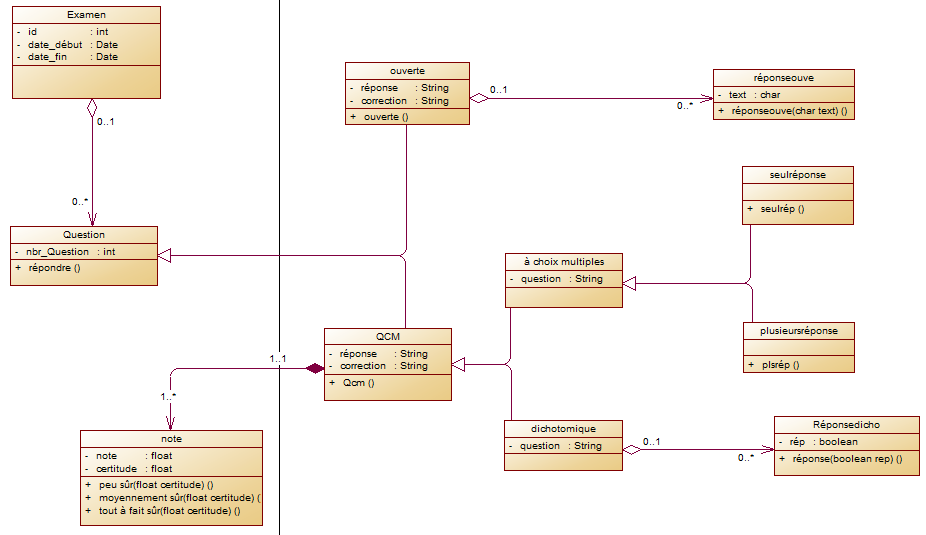 Examen
- id : int
- date_début : Date
- date_fin : Date
0..1
0..*
Question
- nbr_Question : int
+ répondre ()
ouverte
- réponse : String
- correction : String
+ ouverte ()
0..1
0..*
réponseouve
- text : char
+ réponseouve(char text) ()
seulréponse
+ seulrép ()
à choix multiples
- question : String
plusieursréponse
+ plsrép ()
QCM
- réponse : String
- correction : String
+ Qcm ()
1..1
1..*
note
- note : float
- certitude : float
+ peu sûr(float certitude) ()
+ moyennement sûr(float certitude) (
+ tout à fait sûr(float certitude) ()
dichotomique
- question : String
0..1
0..*
Réponsedicho
- rép : boolean
+ réponse(boolean rep) ()